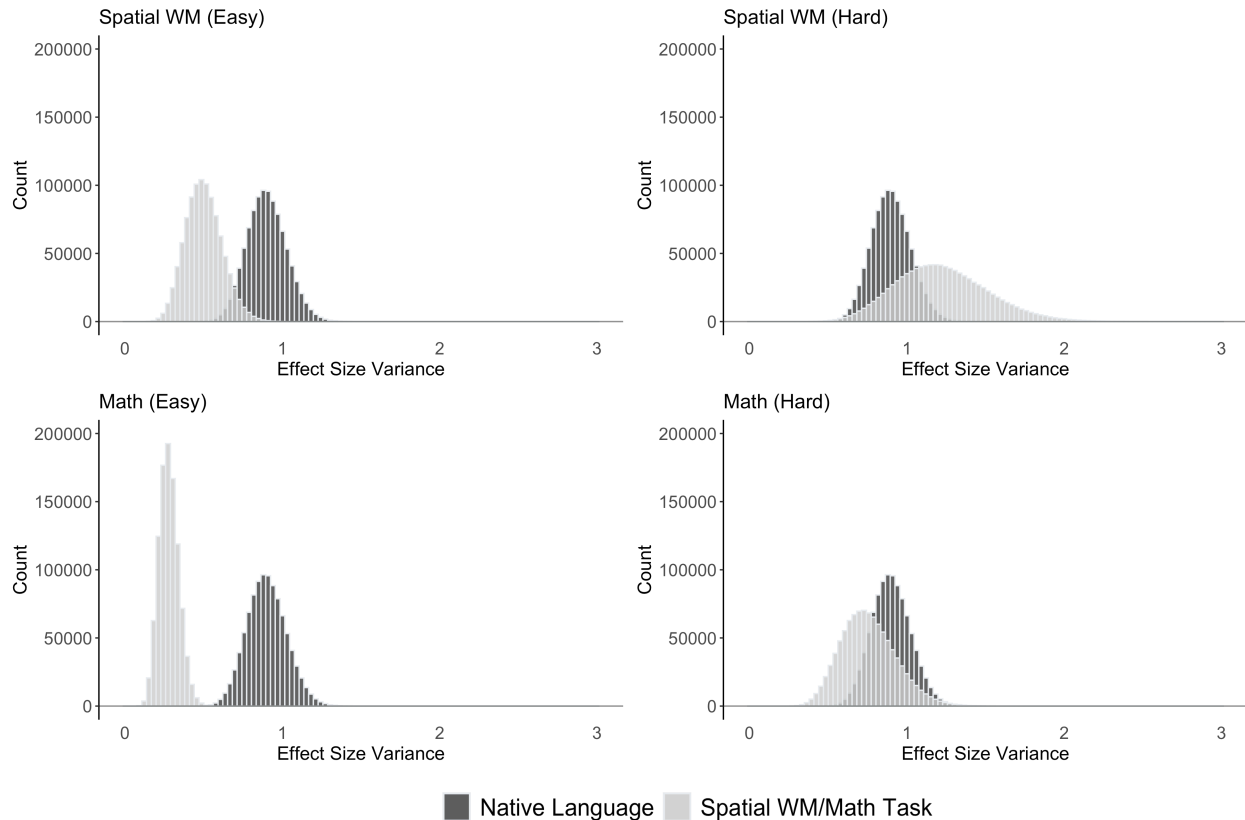 Spatial WM (Easy)
200000
150000
100000
50000
0
Count
0 1 2 3
Effect Size Variance
Spatial WM (Hard)
200000
150000
100000
50000
0
Count
0 1 2 3
Effect Size Variance
Math (Easy)
200000
150000
100000
50000
0
Count
0 1 2 3
Effect Size Variance
Math (Hard)
200000
150000
100000
50000
0
Count
0 1 2 3
Effect Size Variance
Native Language Spatial WM/Math Task